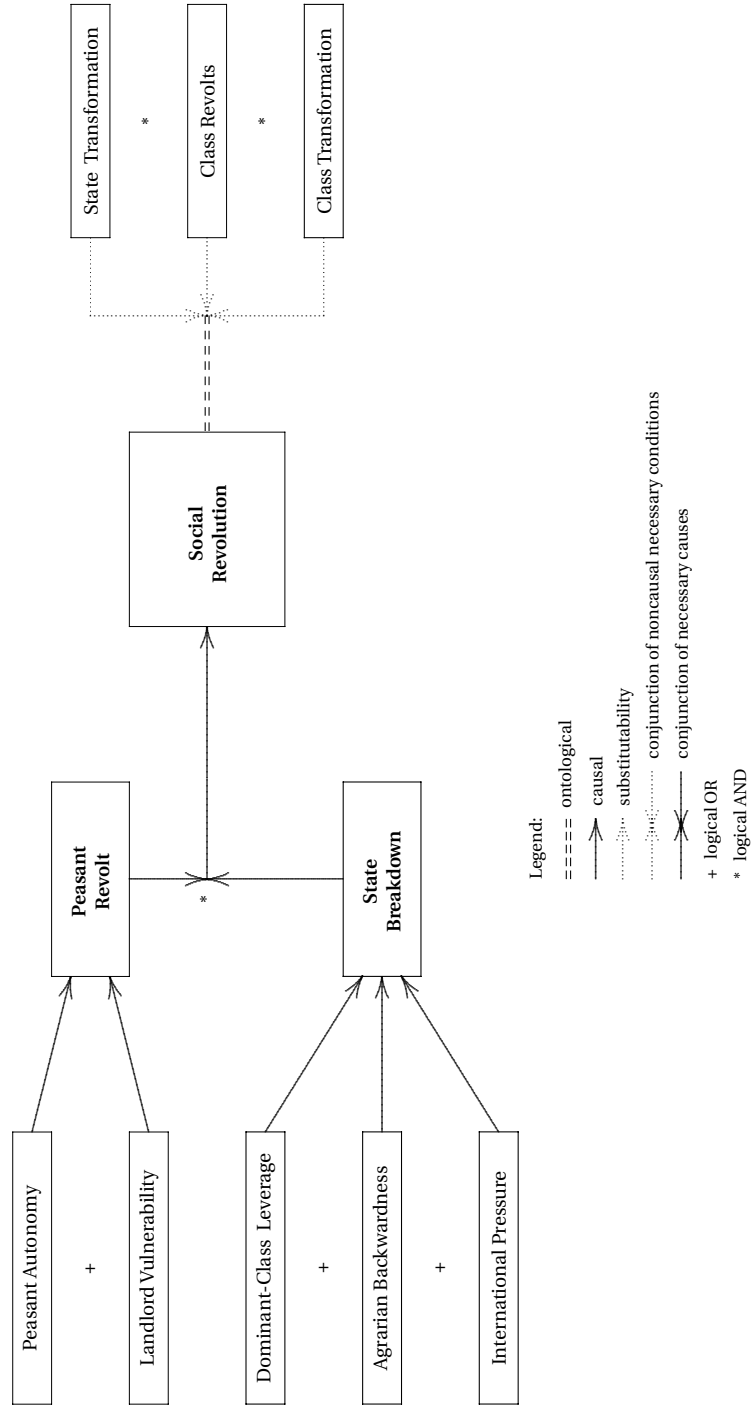 Peasant Autonomy
+
Landlord Vulnerability
Dominant-Class Leverage
+
Agrarian Backwardness
+
International Pressure
Peasant
Revolt
*
State
Breakdown
Social
Revolution
State Transformation
*
Class Revolts
*
Class Transformation
Legend:
ontological
causal
substitutability
conjunction of noncausal necessary conditions
conjunction of necessary causes
+ logical OR
* logical AND